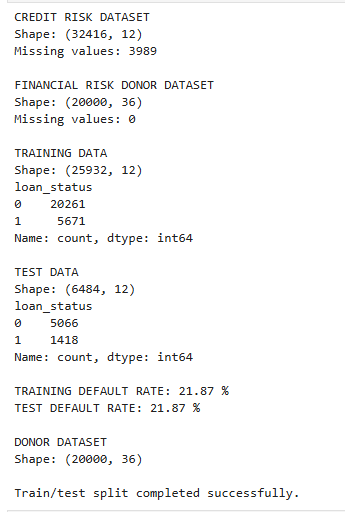 CREDIT RISK DATASET
Shape: (32416, 12)
Missing values: 3989
FINANCIAL RISK DONOR DATASET
Shape: (20000, 36)
Missing values: 0
TRAINING DATA
Shape: (25932, 12)
loan_status
0    20261
1     5671
Name: count, dtype: int64
TEST DATA
Shape: (6484, 12)
loan_status
0    5066
1    1418
Name: count, dtype: int64
TRAINING DEFAULT RATE: 21.87 %
TEST DEFAULT RATE: 21.87 %
DONOR DATASET
Shape: (20000, 36)
Train/test split completed successfully.